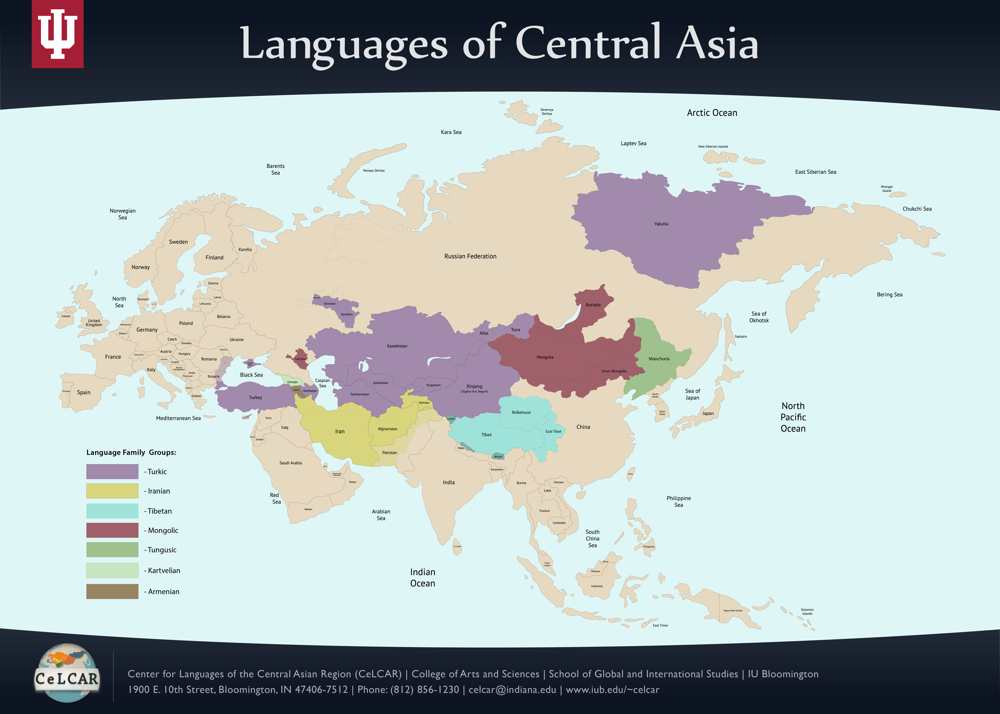 Languages of Central Asia
Arctic Ocean
Severnya
Zemlya
Kara Sea
Laptev Sea
New Siberian Islands
Barents
Sea
Novaya Zemlya
East Siberian Sea
Wrangel
Island
Chukchi Sea
Norwegian
Sea
Yakutia
Sweden
Karelia
Finland
Russian Federation
Norway
Estonia
Bering Sea
North
Sea
Denmark
Latvia
Lithuania
Tatarstan
Buriatia
Ireland
United
Kingdom
Belarus
Bashkiria
Sea of
Okhotsk
Netherlands
Poland
Germany
Belgium
Altai
Tuva
Sakhalin
Czech
Slovakia
Ukraine
Kazakhstan
Moldova
Austria
Hungary
Switzerland
France
Romania
Slovenia
Croatia
Kalmykia
Mongolia
Manchuria
Bosnia
Herzegovina
Italy
Serbia
Montenegro
Bulgaria
Black Sea
Inner Mongolia
Georgia
Caspian
Sea
Uzbekistan
Kyrgyzstan
Xinjang
(Uyghur Aut. Region)
Albany
Armenia
Azerbaijan
Portugal
Spain
Greece
Turkey
Turkmenistan
Tajikistan
North
Korea
Sea of
Japan
North
Pacific
Ocean
Mediterranean Sea
Cyprus
Syria
Ladakh
Kokenuur
South
Korea
Japan
Iraq
Iran
Afghanistan
Tibet
East Tibet
China
Israel
Jordan
Nepal
Pakistan
Bhutan
Saudi Arabia
Qatar
United Arab
Emirates
Oman
Bangladesh
India
Burma
Vietnam
Laos
Taiwan
Red
Sea
Yemen
Arabian
Sea
Thailand
Cambodia
Philippine
Sea
South
China
Sea
Sri Lanka
Philippines
Kuala
Lumpur
Brunei
Malaysya
Indonesia
Indian
Ocean
Papua New Guinea
Solomon
Islands
East Timor
Language Family Groups:
- Turkic
- Iranian
- Tibetan
- Mongolic
- Tungusic
- Kartvelian
- Armenian
CeLCAR
Center for Languages of the Central Asian Region (CeLCAR) | College of Arts and Sciences | School of Global and International Studies | IU Bloomington
1900 E. 10th Street, Bloomington, IN 47406-7512 | Phone: (812) 856-1230 | celcar@indiana.edu | www.iub.edu/~celcar